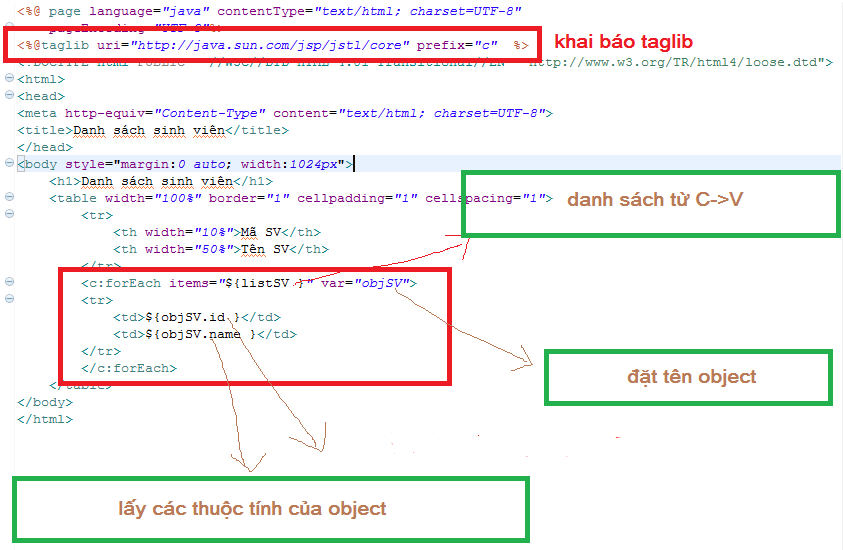 <%@ page language="java" contentType="text/html; charset=UTF-8"
pageEncoding="UTF-8"%>
<%@taglib uri="http://java.sun.com/jsp/jstl/core" prefix="c" %>
khai báo taglib
<!DOCTYPE html PUBLIC "-//W3C//DTD HTML 4.01 Transitional//EN" "http://www.w3.org/TR/html4/loose.dtd">
<html>
<head>
<meta http-equiv="Content-Type" content="text/html; charset=UTF-8">
<title>Danh sách sinh viên</title>
</head>
<body style="margin:0 auto; width:1024px">
<h1>Danh sách sinh viên</h1>
danh sách từ C->V
<table width="100%" border="1" cellpadding="1" cellspacing="1">
<tr>
<th width="10%">Mã SV</th>
<th width="50%">Tên SV</th>
</tr>
<c:forEach items="${listSV }" var="objSV">
<tr>
<td>${objSV.id }</td>
<td>${objSV.name }</td>
</tr>
</c:forEach>
đặt tên object
</table>
</body>
</html>
lấy các thuộc tính của object